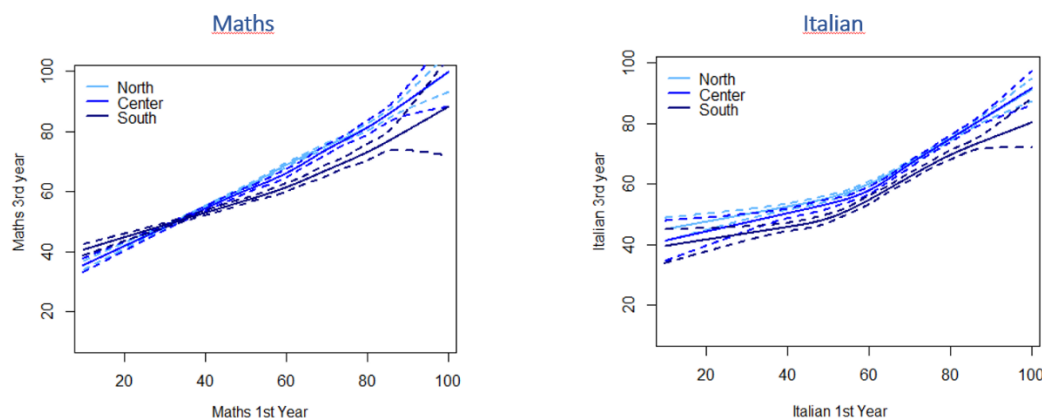 Maths
Maths 3rd year
100
80
60
40
20
North
Center
South
20 40 60 80 100
Maths 1st Year
Italian
Italian 3rd year
100
80
60
40
20
North
Center
South
20 40 60 80 100
Italian 1st Year